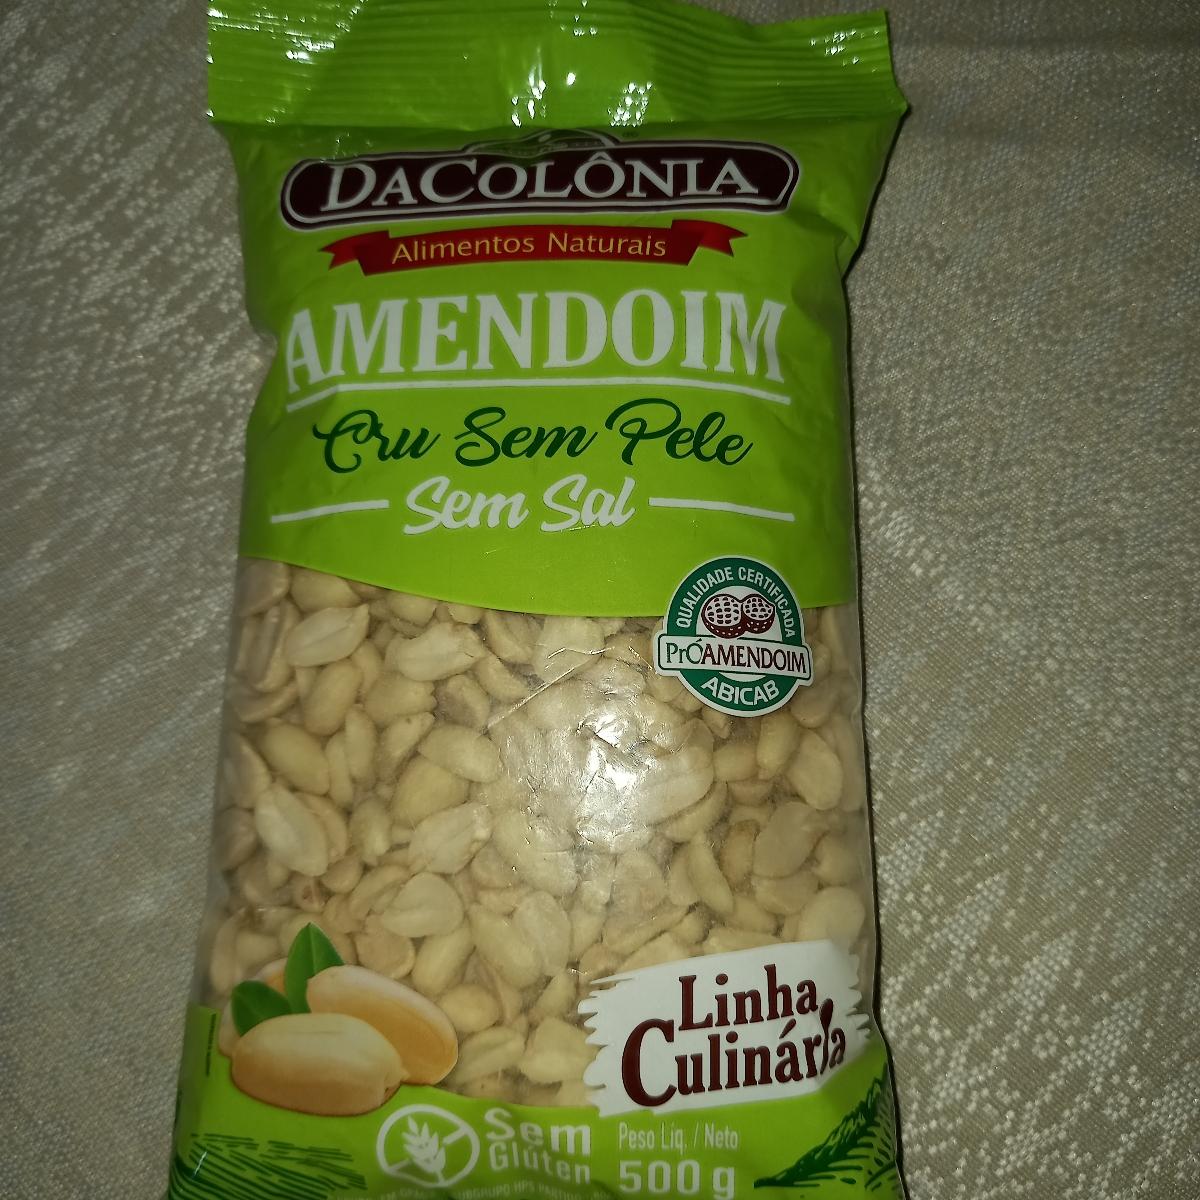 DACOLÔNIA
Alimentos Naturais
AMENDOIM
Cru Sem Pele
Sem Sal
QUALIDADE CERTIFICADA
PrÓAMENDOIM
ABICAB
Linha
Culinária
Sem
Glúten
Peso Líq. / Neto
500 g